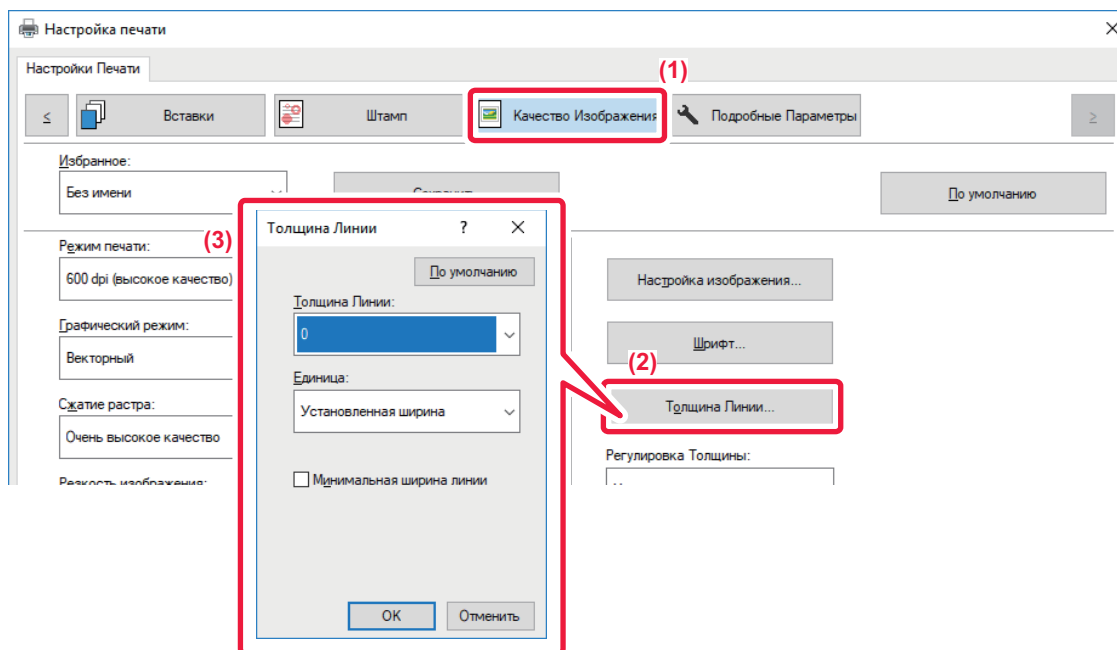 Настройка печати
Настройки Печати
(1)
<
Вставки
Штамп
Качество Изображения
Подробные Параметры
>
Избранное:
Без имени
По умолчанию
Режим печати:
600 dpi (высокое качество)
Графический режим:
Векторный
Сжатие растра:
Очень высокое качество
Резкость изображения:
(3)
Толщина Линии
?
По умолчанию
Толщина Линии:
0
Единица:
Установленная ширина
Минимальная ширина линии
OK
Отменить
Настройка изображения...
Шрифт...
(2)
Толщина Линии...
Регулировка Толщины: